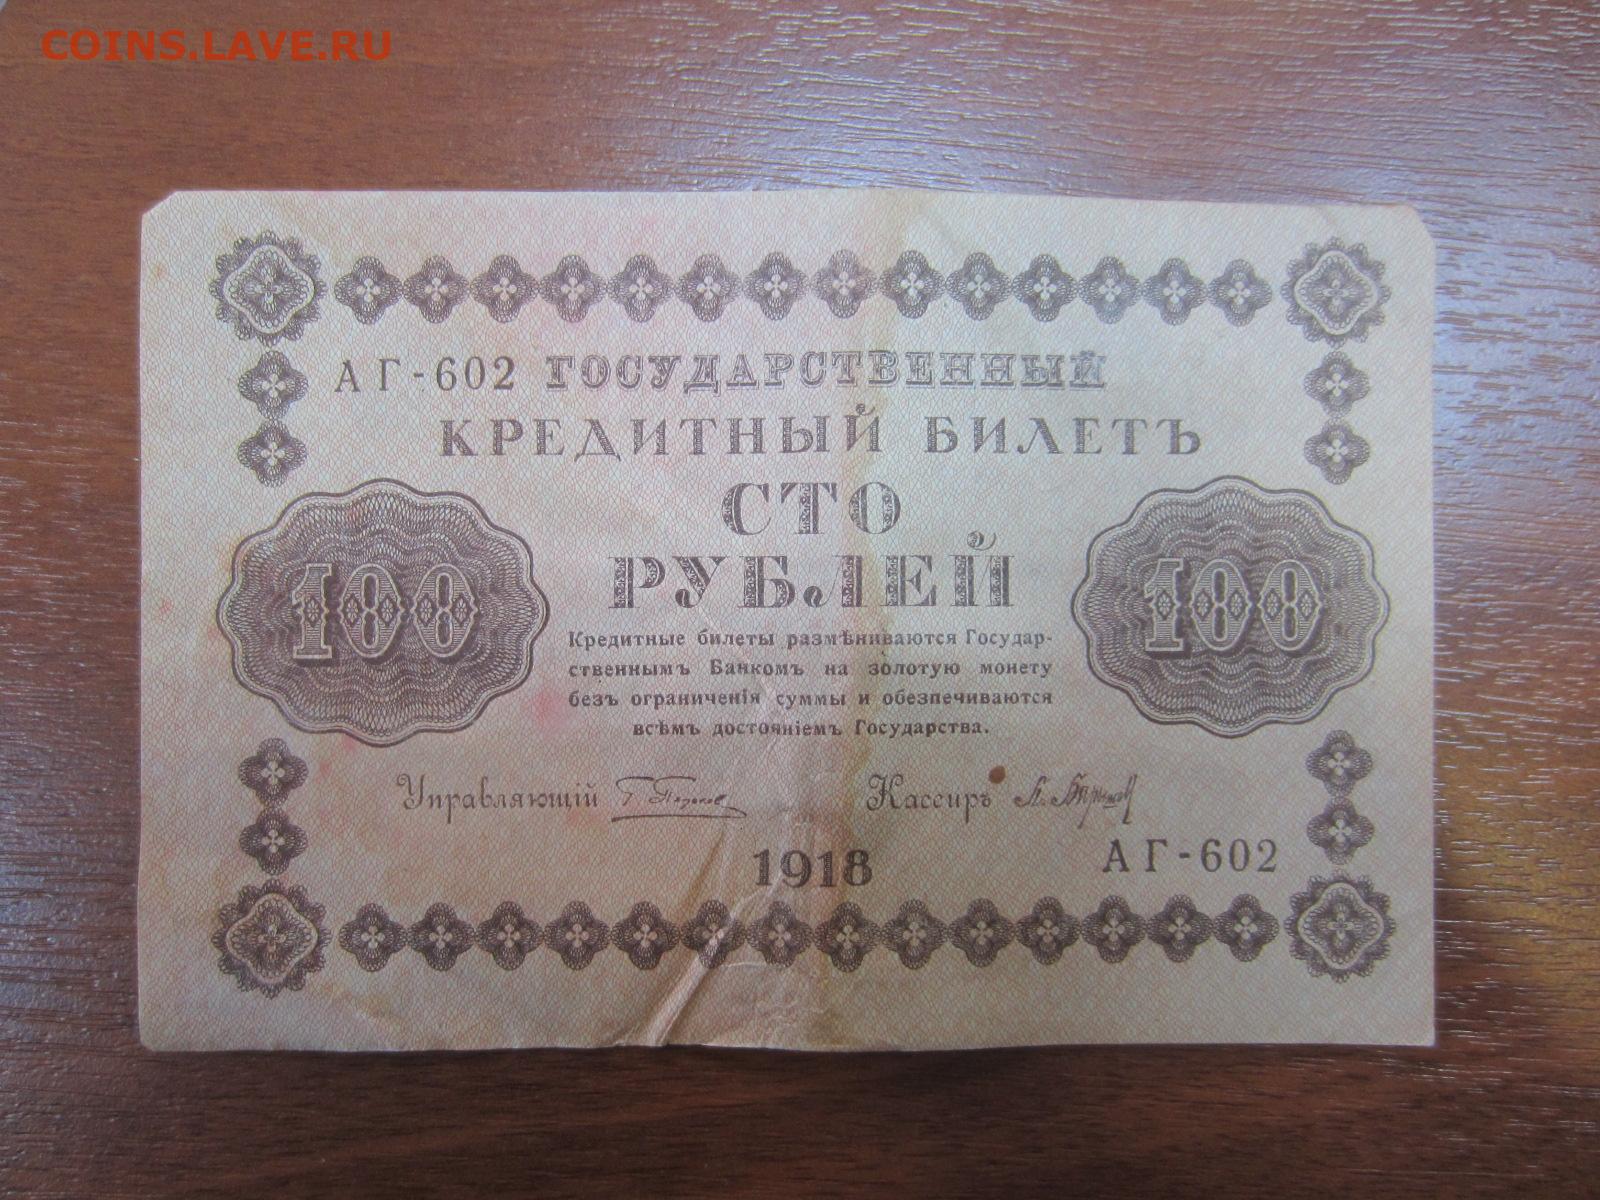 COINS.LAVE.RU
АГ-602 ГОСУДАРСТВЕННЫЙ
КРЕДИТНЫЙ БИЛЕТЪ
СТО
РУБЛЕЙ
100
100
Кредитные билеты размѣниваются Государ-
ственнымъ Банкомъ на золотую монету
безъ ограниченія суммы и обезпечиваются
всѣмъ достояніемъ Государства.
Управляющій
Кассиръ
1918
АГ-602